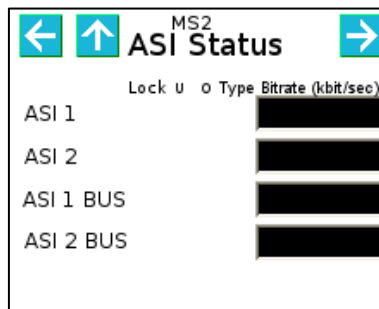 MS2
ASI Status
Lock U O Type Bitrate (kbit/sec)
ASI 1
ASI 2
ASI 1 BUS
ASI 2 BUS